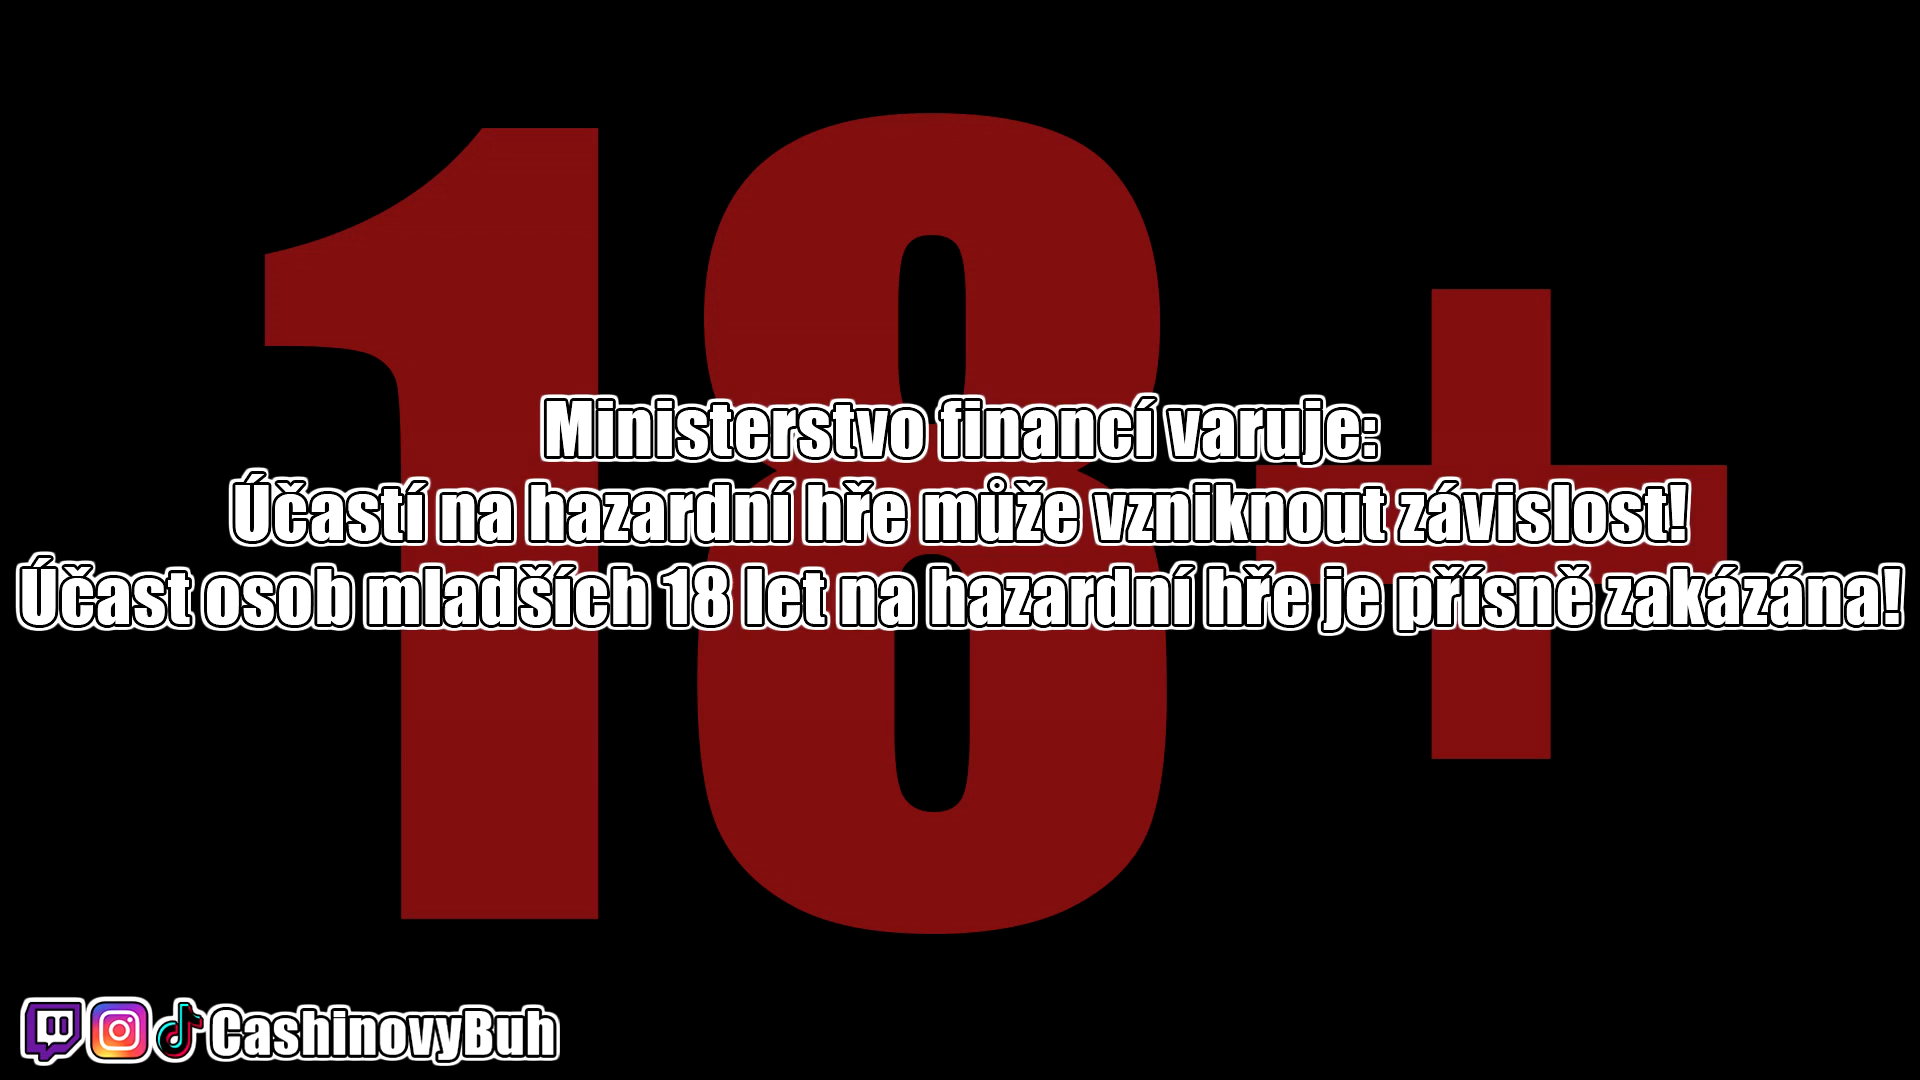 18+
Ministerstvo financí varuje:
Účastí na hazardní hře může vzniknout závislost!
Účast osob mladších 18 let na hazardní hře je přísně zakázána!
CashinovyBuh